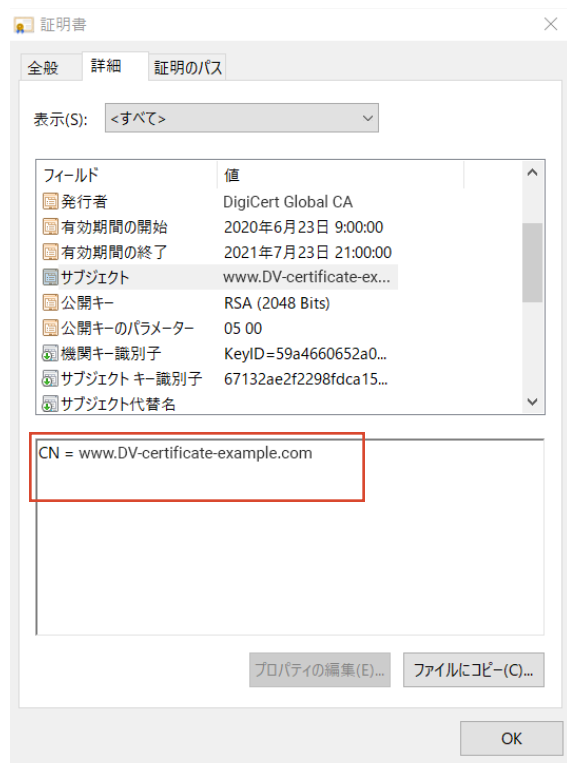 証明書
全般 詳細 証明のパス
表示(S): <すべて>
フィールド 値
発行者 DigiCert Global CA
有効期間の開始 2020年6月23日 9:00:00
有効期間の終了 2021年7月23日 21:00:00
サブジェクト www.DV-certificate-ex...
公開キー RSA (2048 Bits)
公開キーのパラメーター 05 00
機関キー識別子 KeyID=59a4660652a0...
サブジェクト キー識別子 67132ae2f2298fdca15...
サブジェクト代替名
CN = www.DV-certificate-example.com
プロパティの編集(E)... ファイルにコピー(C)...
OK